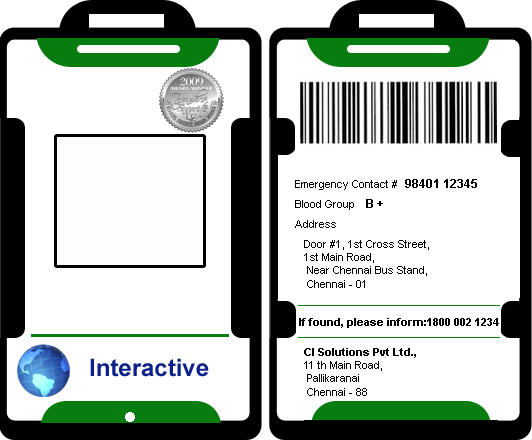 2009
AWARD WINNER
Interactive
Emergency Contact # 98401 12345
Blood Group B +
Address
Door #1, 1st Cross Street,
1st Main Road,
Near Chennai Bus Stand,
Chennai - 01
If found, please inform:1800 002 1234
CI Solutions Pvt Ltd.,
11 th Main Road,
Pallikaranai
Chennai - 88